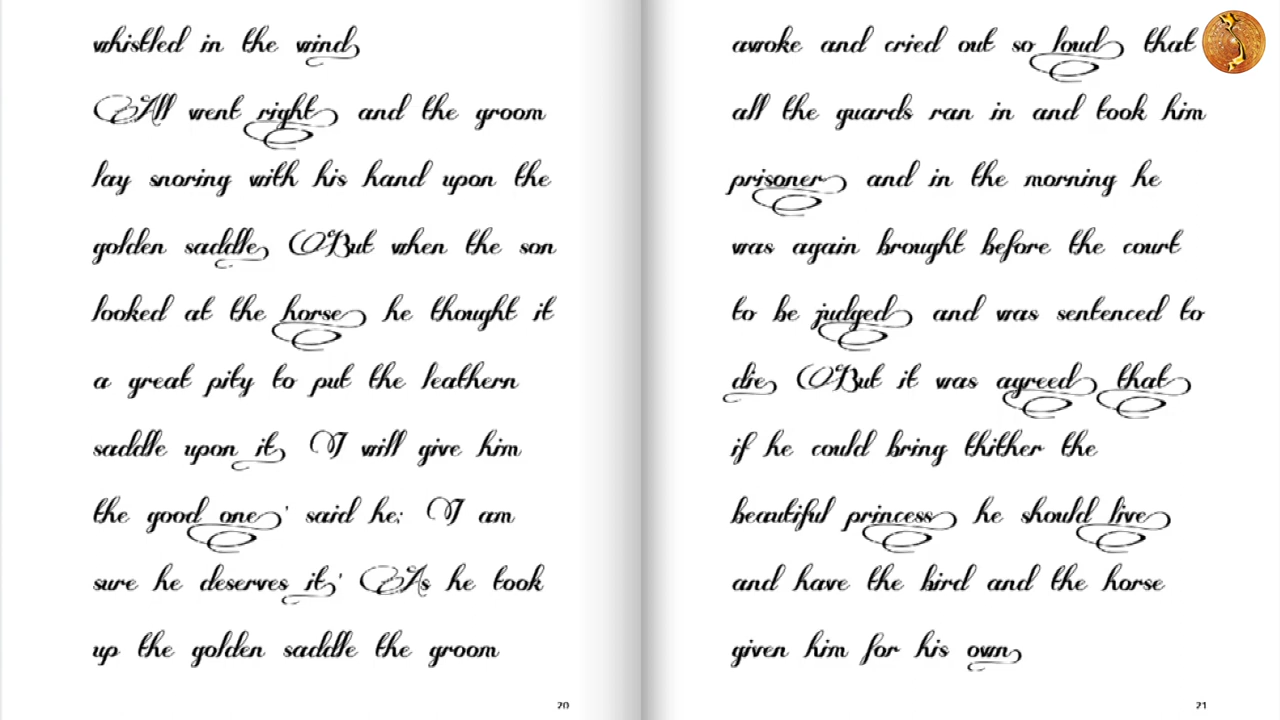 whistled in the wind
All went right and the groom
lay snoring with his hand upon the
golden saddle But when the son
looked at the horse he thought it
a great pity to put the leathern
saddle upon it I will give him
the good one' said he; I am
sure he deserves it' As he took
up the golden saddle the groom
20
awoke and cried out so loud that
all the guards ran in and took him
prisoner and in the morning he
was again brought before the court
to be judged and was sentenced to
die But it was agreed that
if he could bring thither the
beautiful princess he should live
and have the bird and the horse
given him for his own
21